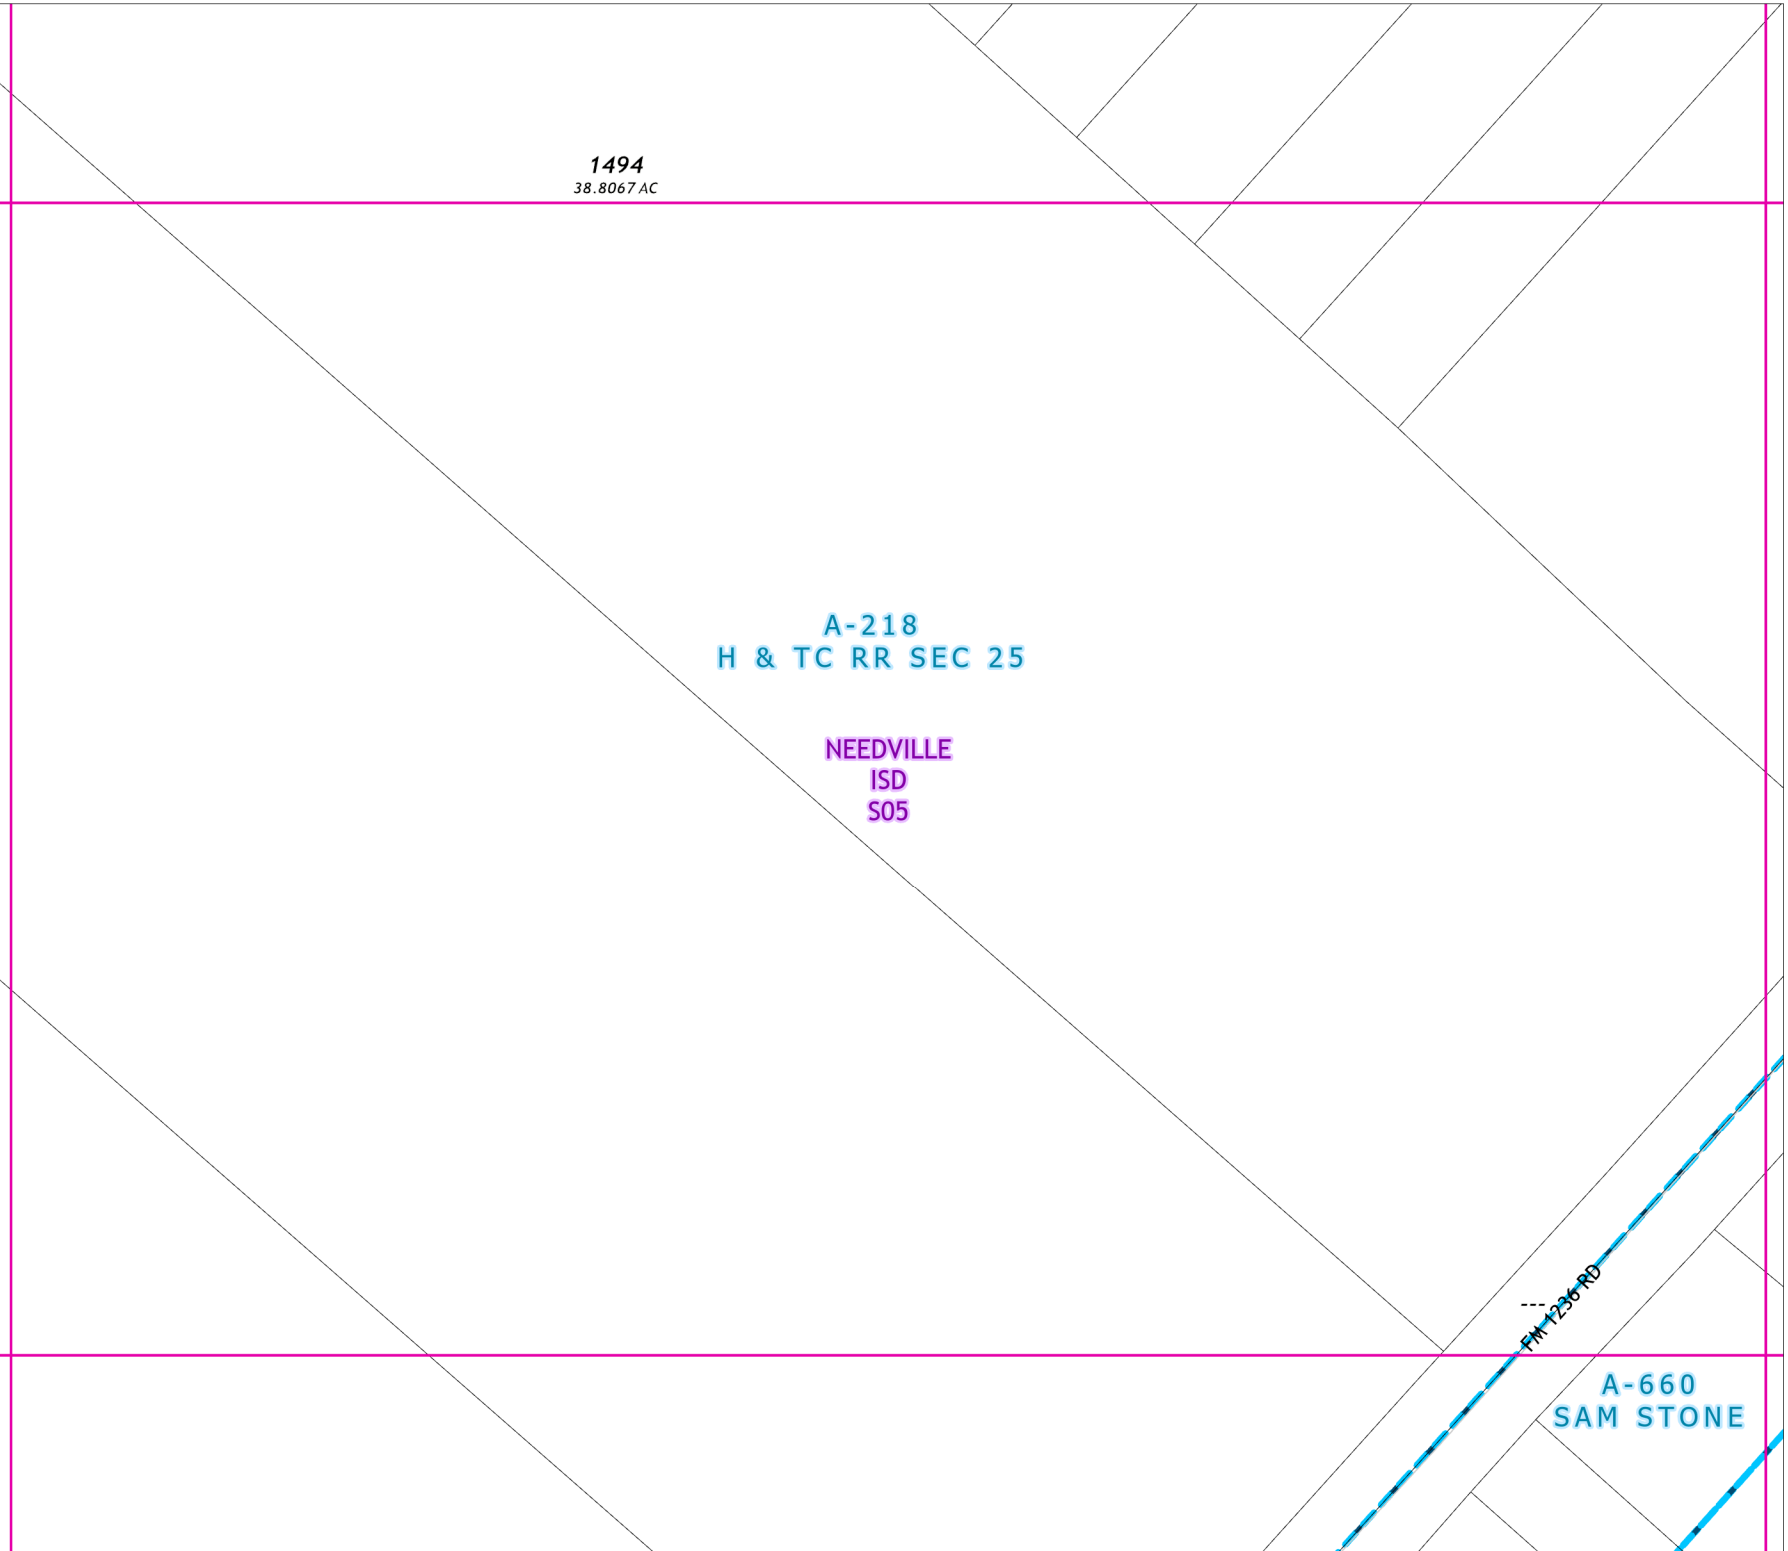 1494
38.8067 AC
A-218
H & TC RR SEC 25
NEEDVILLE
ISD
S05
---
FM 1236 RD
A-660
SAM STONE